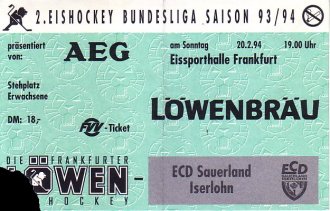 2.EISHOCKEY BUNDESLIGA SAISON 93/94
präsentiert von: AEG
am Sonntag 20.2.94 19.00 Uhr
Eissporthalle Frankfurt
Stehplatz
Erwachsene
LÖWENBRÄU
DM: 18,-
FVV-Ticket
DIE FRANKFURTER
LÖWEN -
HOCKEY
ECD Sauerland
Iserlohn
ECD
SAUERLAND